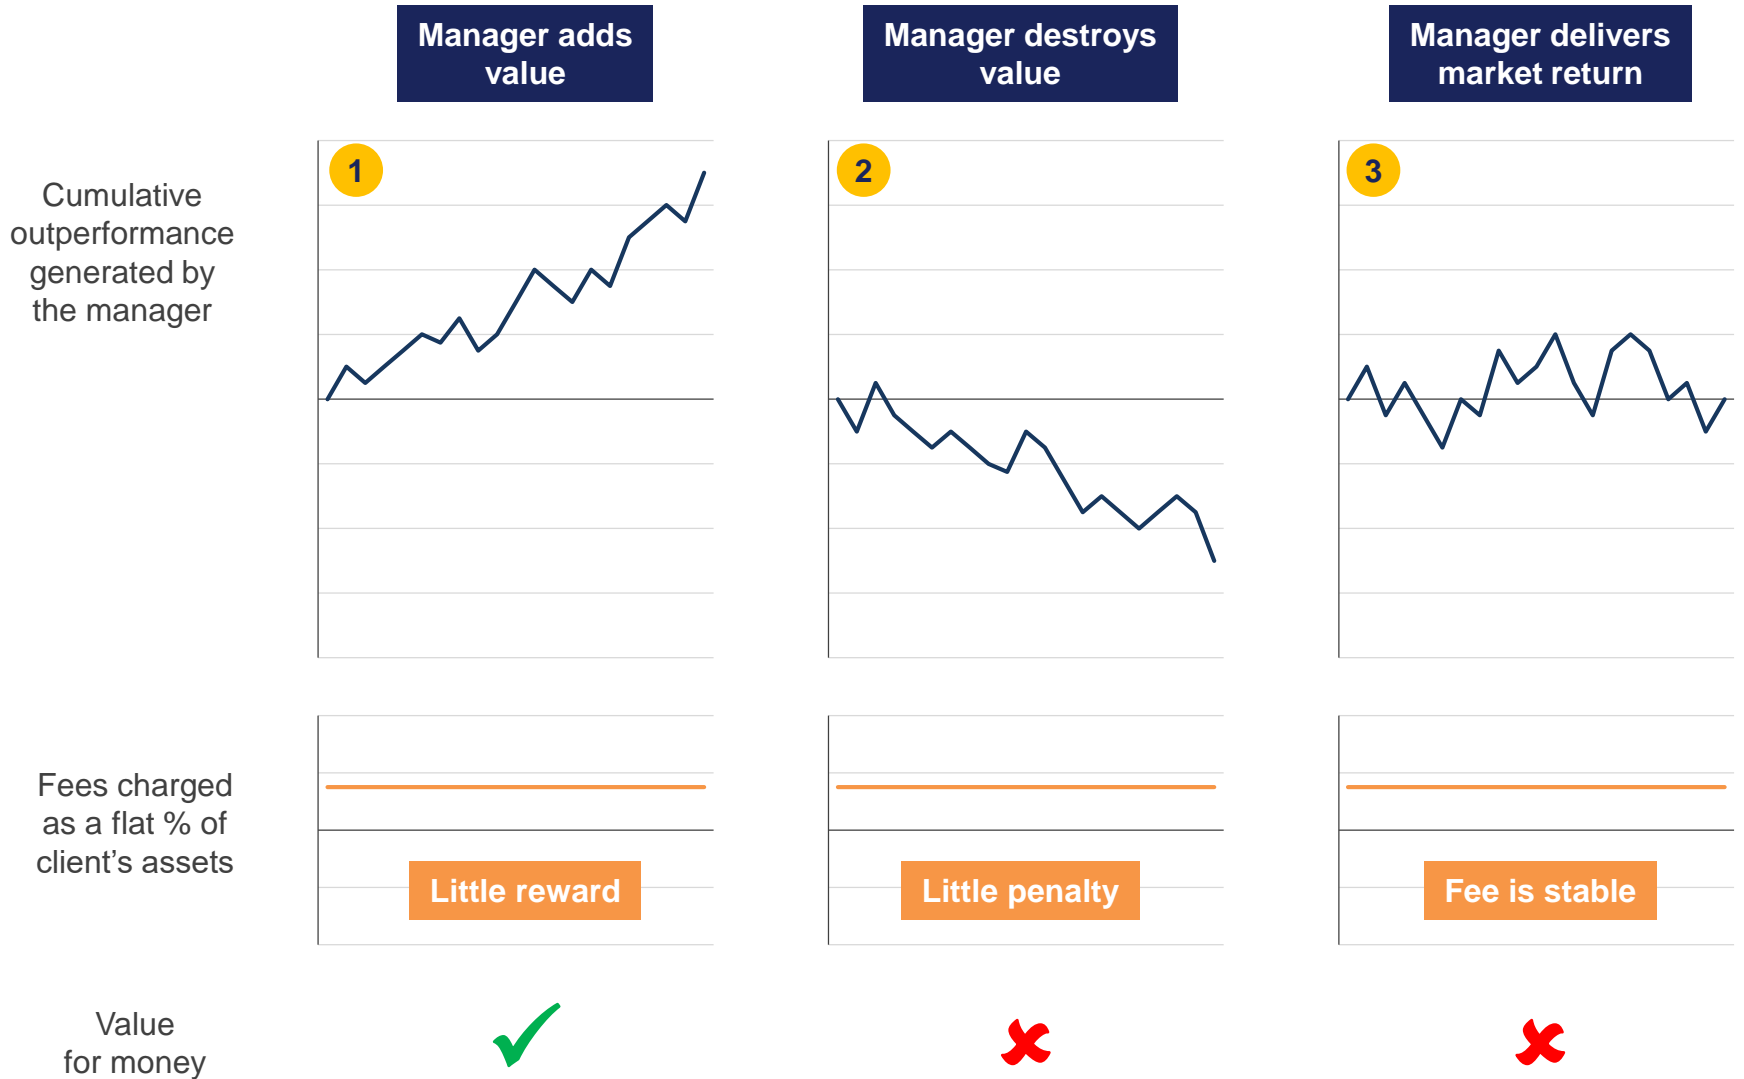 Manager adds
value
Manager destroys
value
Manager delivers
market return
Cumulative
outperformance
generated by
the manager
1
2
3
Fees charged
as a flat % of
client’s assets
Little reward
Little penalty
Fee is stable
Value
for money